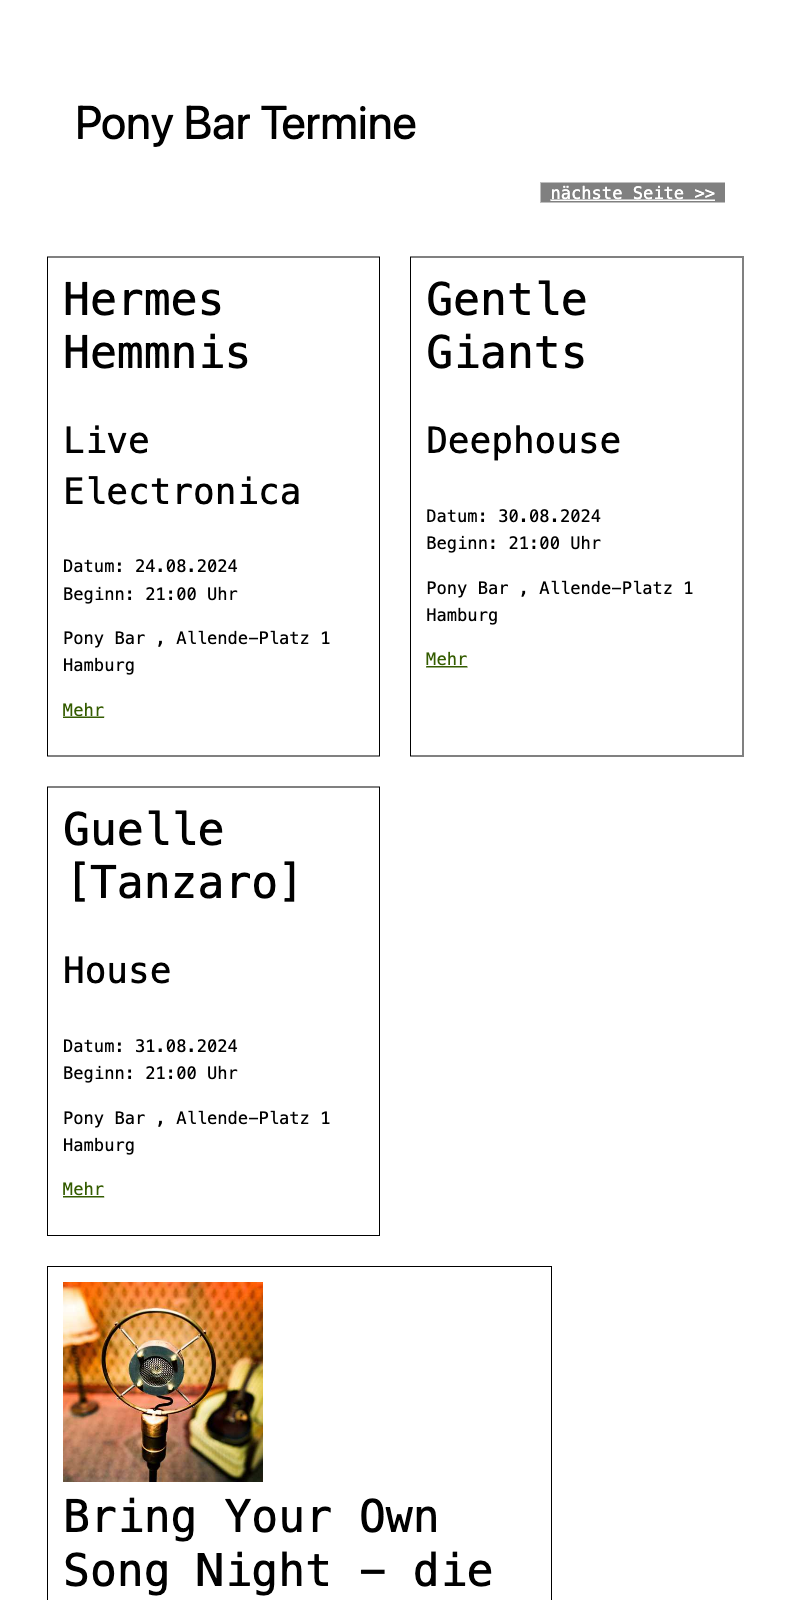 Pony Bar Termine
nächste Seite >>
Hermes
Hemmnis
Live
Electronica
Datum: 24.08.2024
Beginn: 21:00 Uhr
Pony Bar , Allende-Platz 1
Hamburg
Mehr
Gentle
Giants
Deephouse
Datum: 30.08.2024
Beginn: 21:00 Uhr
Pony Bar , Allende-Platz 1
Hamburg
Mehr
Guelle
[Tanzaro]
House
Datum: 31.08.2024
Beginn: 21:00 Uhr
Pony Bar , Allende-Platz 1
Hamburg
Mehr
Bring Your Own
Song Night – die